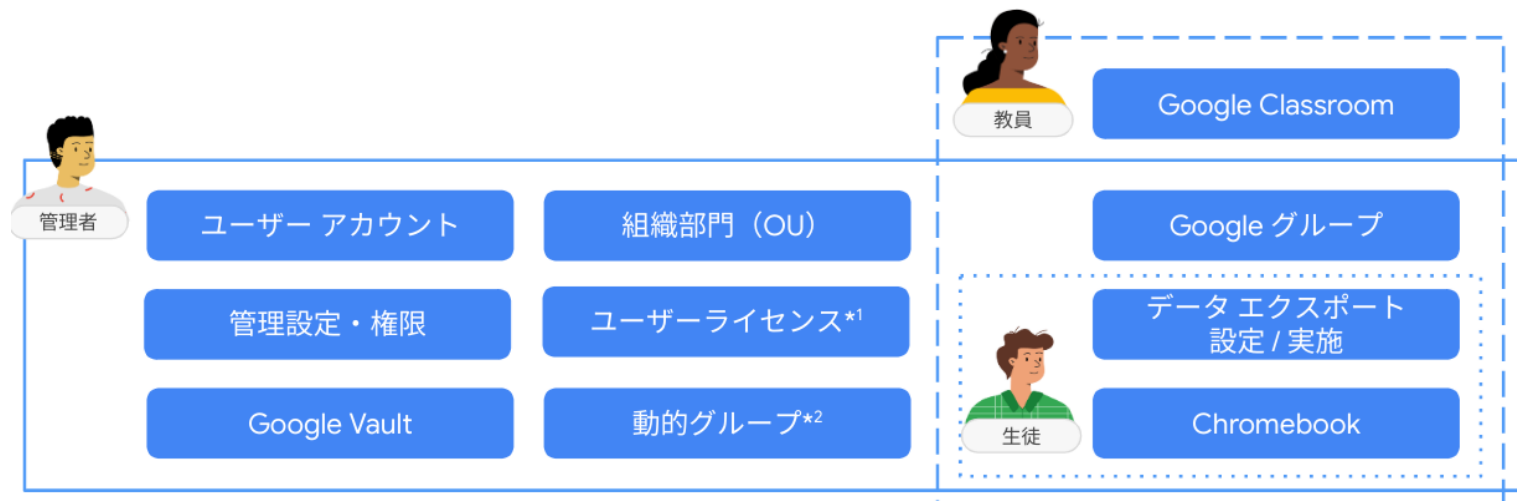 教員
Google Classroom
管理者
ユーザー アカウント
組織部門（OU）
Google グループ
管理設定・権限
ユーザーライセンス*1
データ エクスポート
設定 / 実施
Google Vault
動的グループ*2
生徒
Chromebook